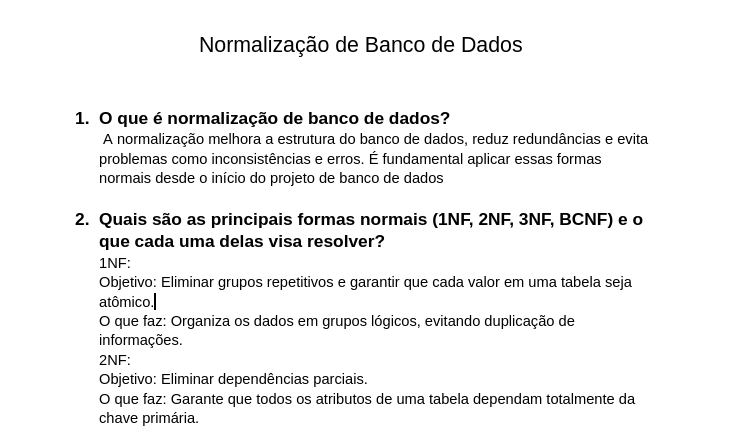 Normalização de Banco de Dados
1. O que é normalização de banco de dados?
A normalização melhora a estrutura do banco de dados, reduz redundâncias e evita
problemas como inconsistências e erros. É fundamental aplicar essas formas
normais desde o início do projeto de banco de dados
2. Quais são as principais formas normais (1NF, 2NF, 3NF, BCNF) e o
que cada uma delas visa resolver?
1NF:
Objetivo: Eliminar grupos repetitivos e garantir que cada valor em uma tabela seja
atômico.
O que faz: Organiza os dados em grupos lógicos, evitando duplicação de
informações.
2NF:
Objetivo: Eliminar dependências parciais.
O que faz: Garante que todos os atributos de uma tabela dependam totalmente da
chave primária.